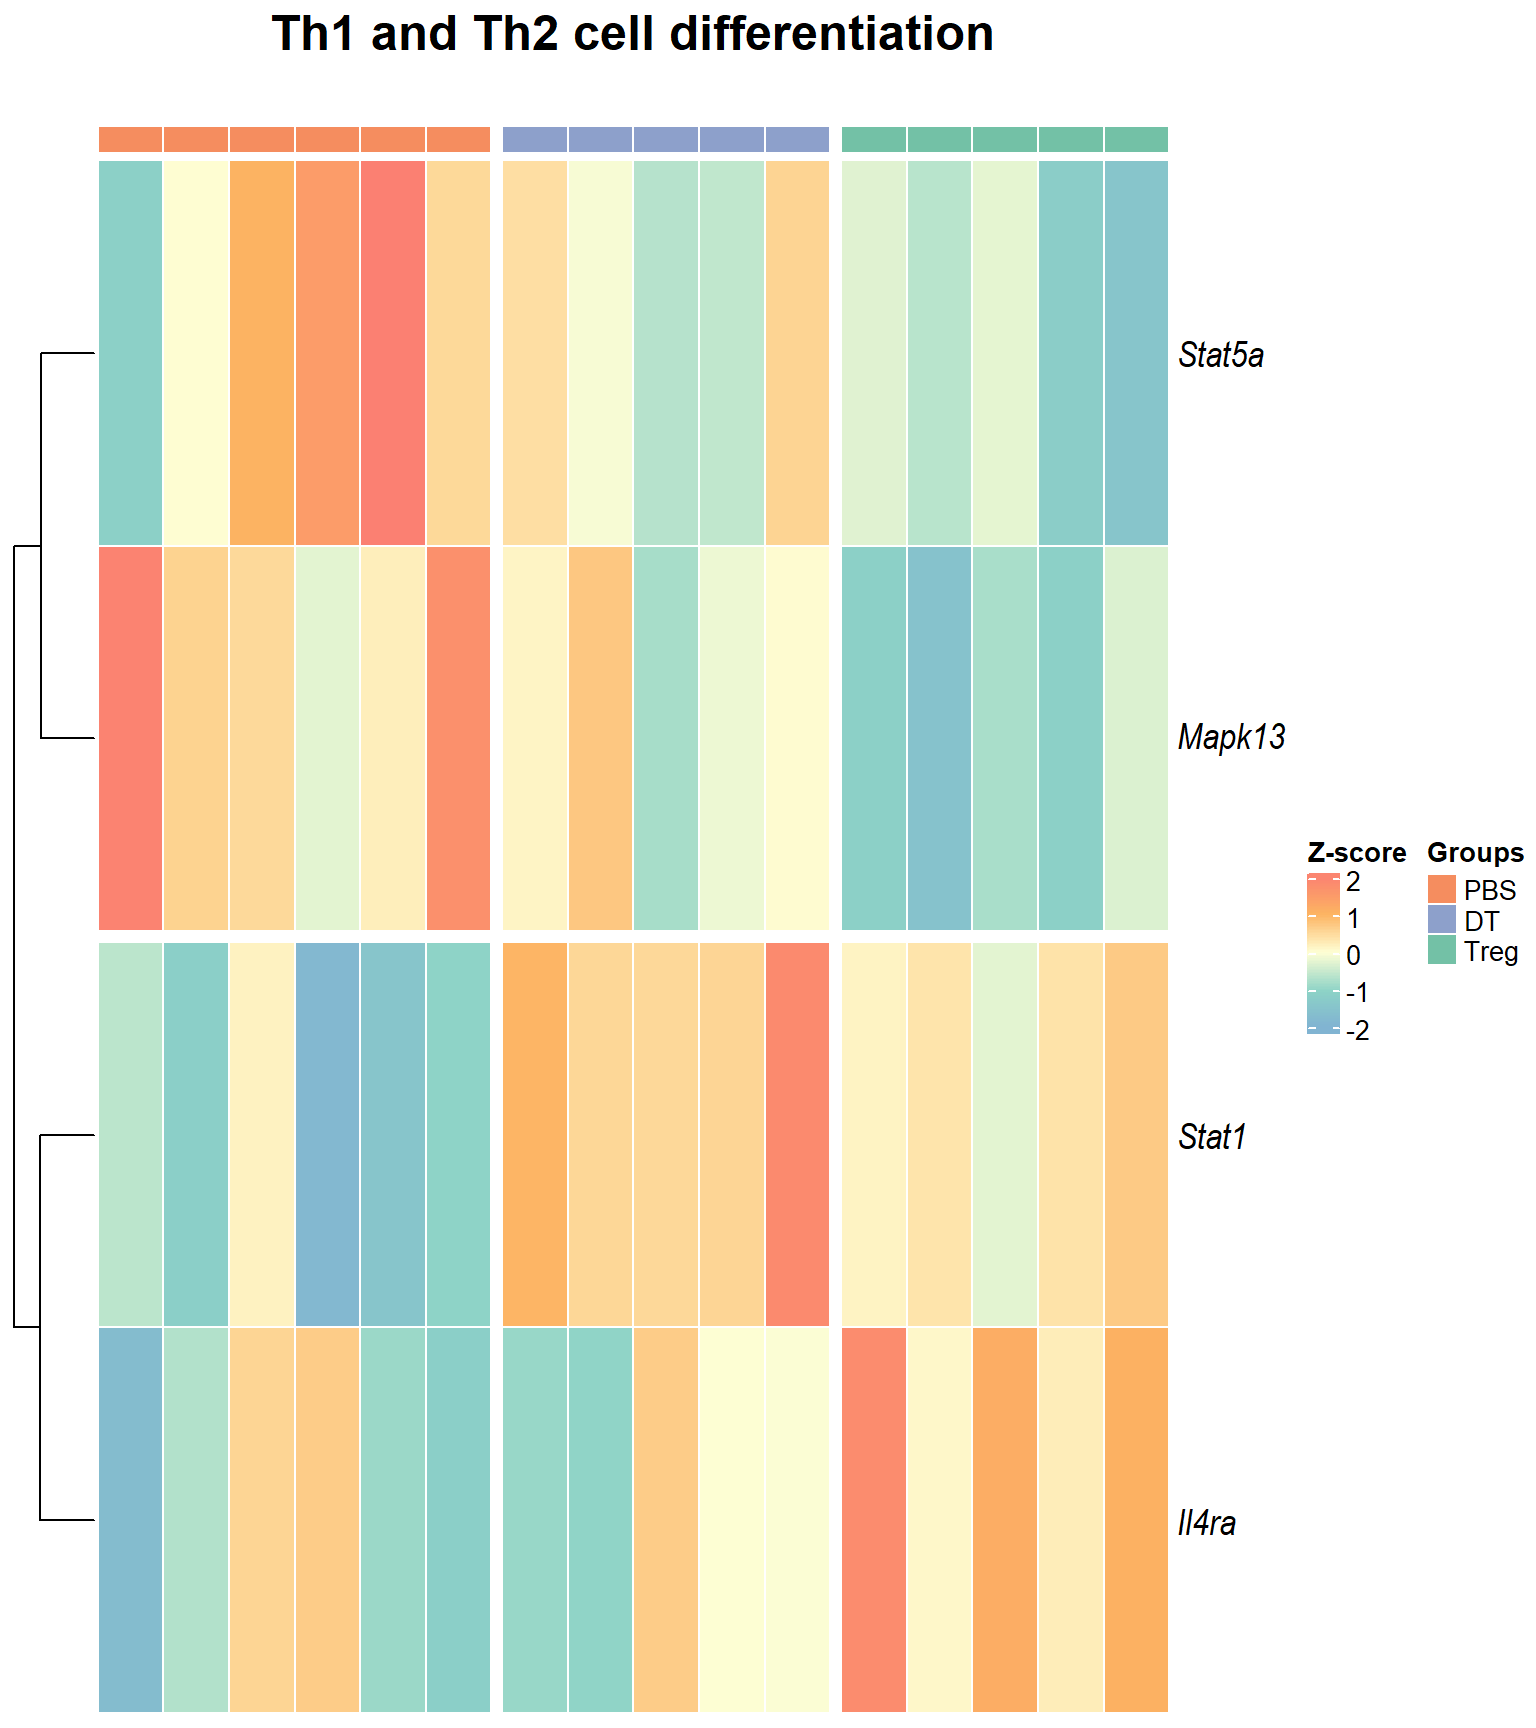 Th1 and Th2 cell differentiation
Stat5a
Mapk13
Stat1
Il4ra
Z-score
2
1
0
-1
-2
Groups
PBS
DT
Treg